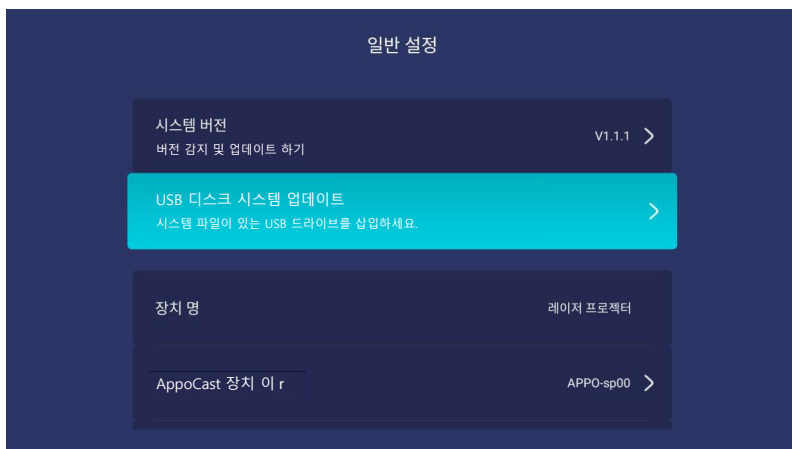 일반 설정
시스템 버전
V1.1.1
버전 감지 및 업데이트 하기
USB 디스크 시스템 업데이트
시스템 파일이 있는 USB 드라이브를 삽입하세요.
장치 명
레이저 프로젝터
AppoCast 장치 이 r
APPO-sp00